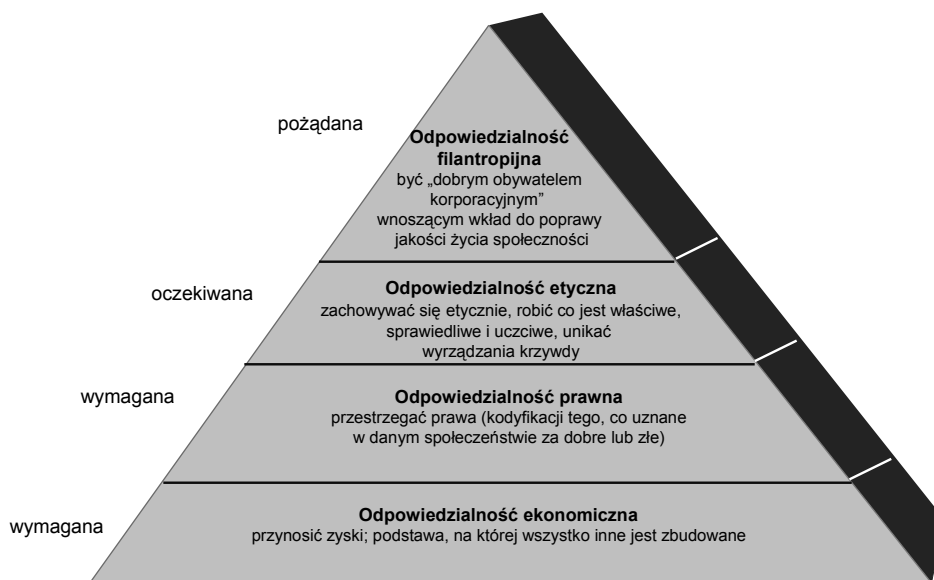 pożądana
Odpowiedzialność
filantropijna
być „dobrym obywatelem
korporacyjnym”
wnoszącym wkład do poprawy
jakości życia społeczności
oczekiwana
Odpowiedzialność etyczna
zachowywać się etycznie, robić co jest właściwe,
sprawiedliwe i uczciwe, unikać
wyrządzania krzywdy
wymagana
Odpowiedzialność prawna
przestrzegać prawa (kodyfikacji tego, co uznane
w danym społeczeństwie za dobre lub złe)
wymagana
Odpowiedzialność ekonomiczna
przynosić zyski; podstawa, na której wszystko inne jest zbudowane